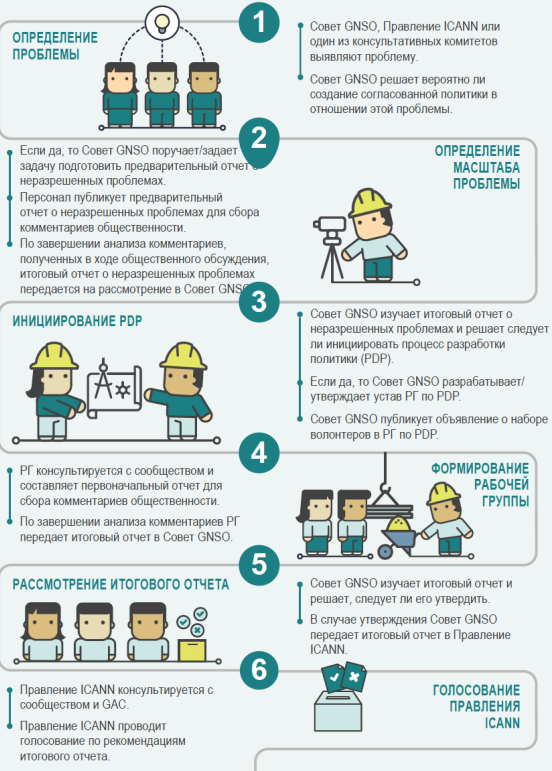 1
ОПРЕДЕЛЕНИЕ
ПРОБЛЕМЫ
Совет GNSO, Правление ICANN или
один из консультативных комитетов
выявляют проблему.
Совет GNSO решает вероятно ли
создание согласованной политики в
отношении этой проблемы.
2
ОПРЕДЕЛЕНИЕ
МАСШТАБА
ПРОБЛЕМЫ
Если да, то Совет GNSO поручает/задает
задачу подготовить предварительный отчет о
неразрешенных проблемах.
Персонал публикует предварительный
отчет о неразрешенных проблемах для сбора
комментариев общественности.
По завершении анализа комментариев,
полученных в ходе общественного обсуждения,
итоговый отчет о неразрешенных проблемах
передается на рассмотрение в Совет GNSO.
3
ИНИЦИИРОВАНИЕ PDP
Совет GNSO изучает итоговый отчет о
неразрешенных проблемах и решает следует
ли инициировать процесс разработки
политики (PDP).
Если да, то Совет GNSO разрабатывает/
утверждает устав РГ по PDP.
Совет GNSO публикует объявление о наборе
волонтеров в РГ по PDP.
4
ФОРМИРОВАНИЕ
РАБОЧЕЙ
ГРУППЫ
РГ консультируется с сообществом и
составляет первоначальный отчет для
сбора комментариев общественности.
По завершении анализа комментариев РГ
передает итоговый отчет в Совет GNSO.
5
РАССМОТРЕНИЕ ИТОГОВОГО ОТЧЕТА
Совет GNSO изучает итоговый отчет и
решает, следует ли его утвердить.
В случае утверждения Совет GNSO
передает итоговый отчет в Правление
ICANN.
6
ГОЛОСОВАНИЕ
ПРАВЛЕНИЯ
ICANN
Правление ICANN консультируется с
сообществом и GAC.
Правление ICANN проводит
голосование по рекомендациям
итогового отчета.